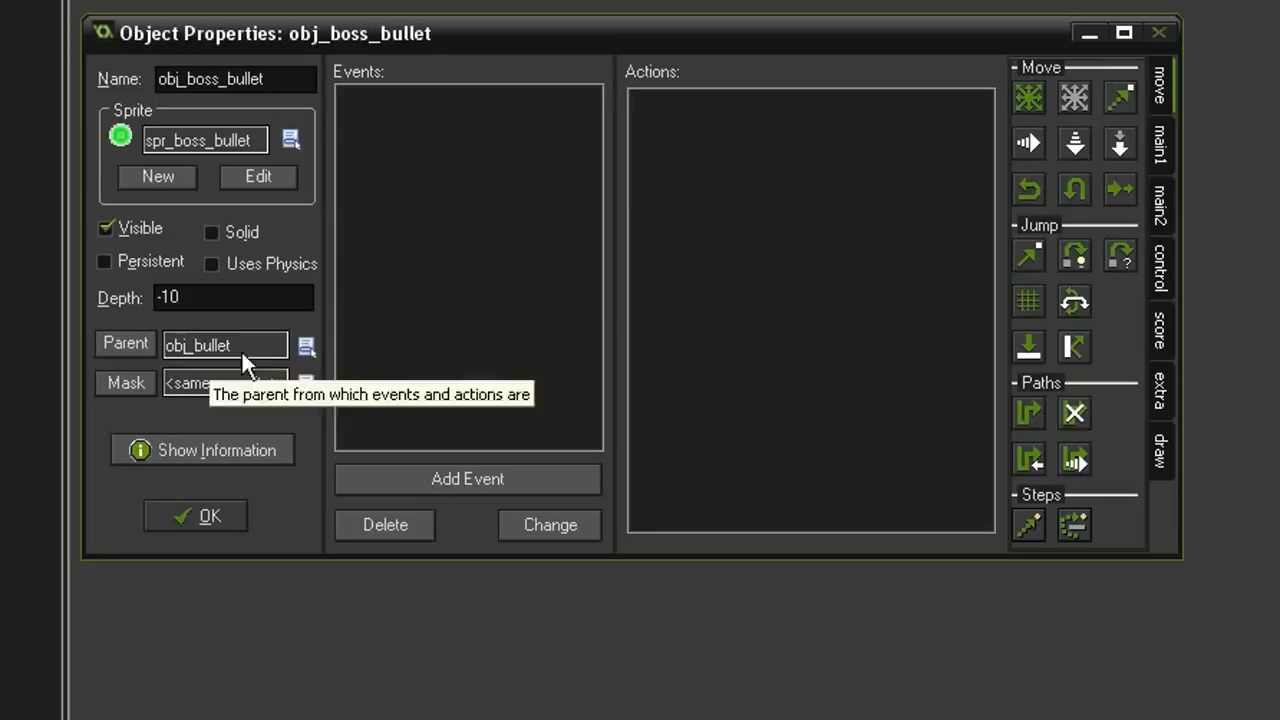 Object Properties: obj_boss_bullet
Name: obj_boss_bullet
Sprite
spr_boss_bullet
New Edit
Visible Solid
Persistent Uses Physics
Depth: -10
Parent obj_bullet
Mask <same
The parent from which events and actions are
Show Information
OK
Events:
Add Event
Delete Change
Actions:
Move
Jump
Paths
Steps
move
main1
main2
control
score
extra
draw